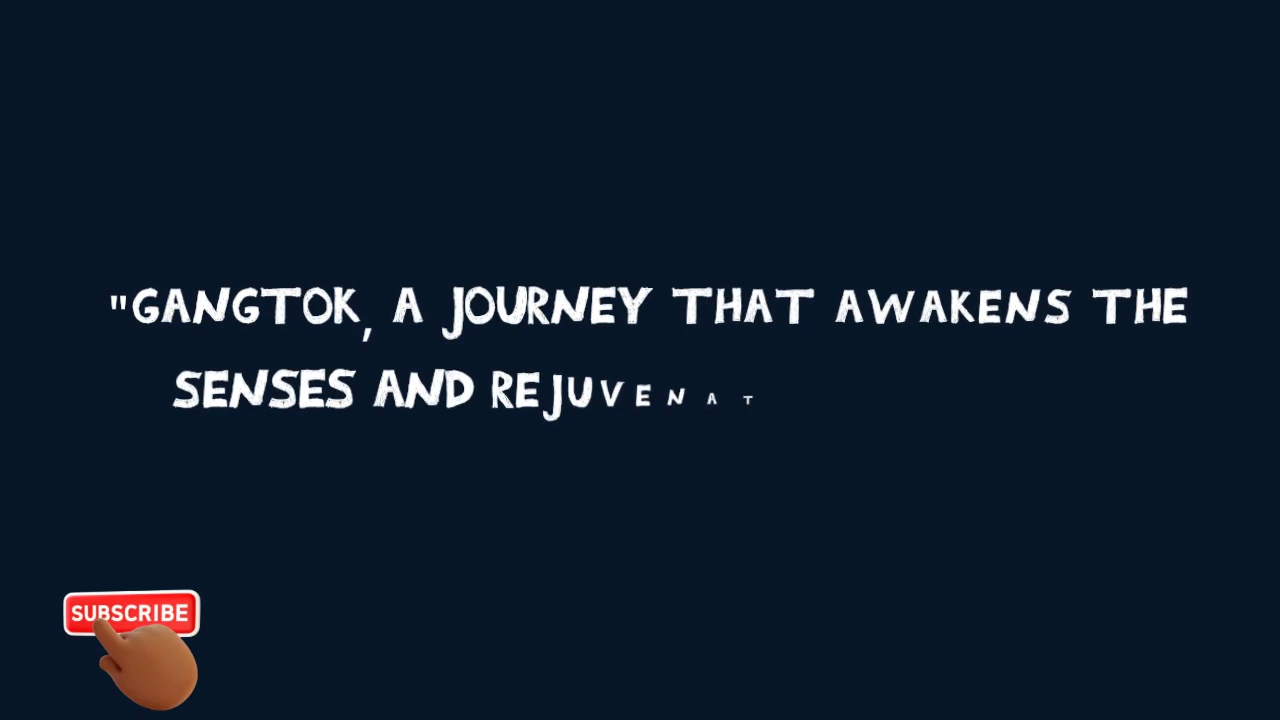 "GANGTOK, A JOURNEY THAT AWAKENS THE
SENSES AND REJUVENAT
SUBSCRIBE